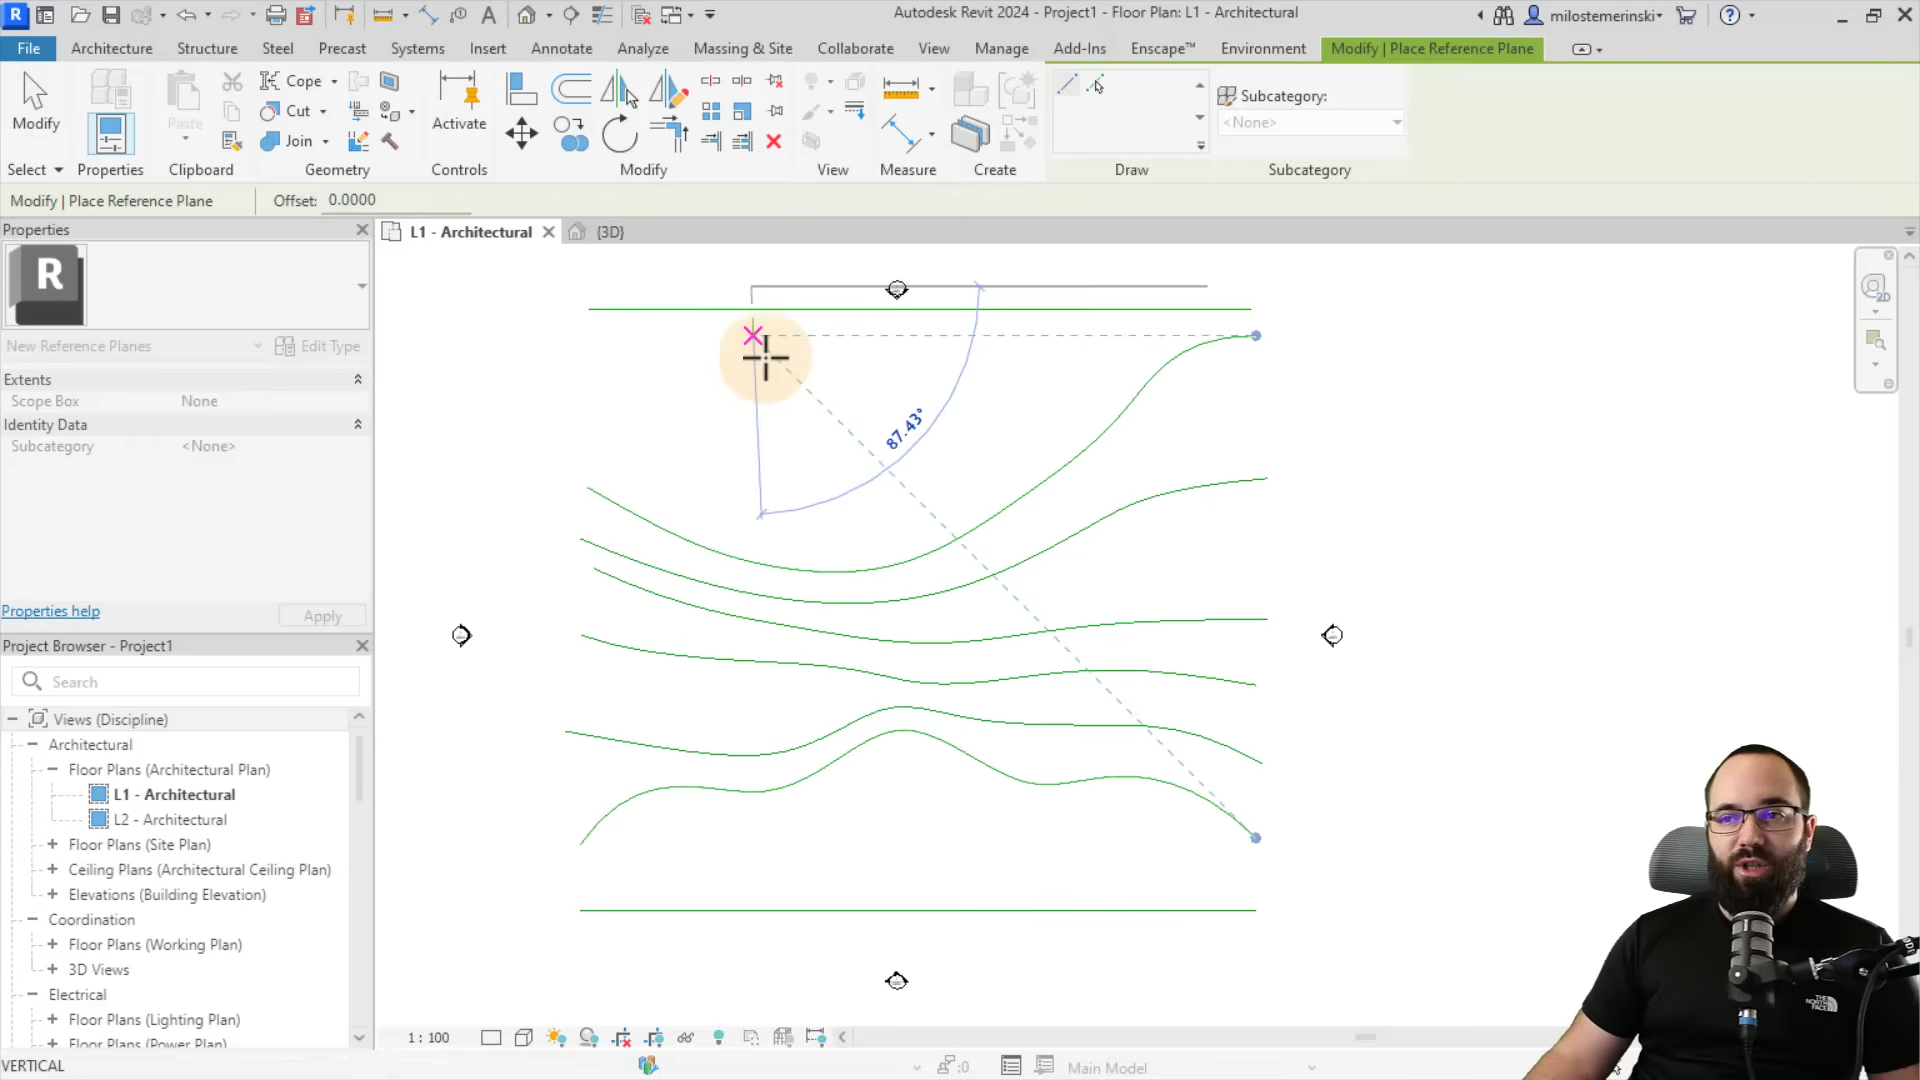 Autodesk Revit 2024 - Project1 - Floor Plan: L1 - Architectural
milostemerinski
File Architecture Structure Steel Precast Systems Insert Annotate Analyze Massing & Site Collaborate View Manage Add-Ins Enscape™ Environment Modify | Place Reference Plane
Modify Paste Cope Cut Join Activate Subcategory:
<None>
Select Properties Clipboard Geometry Controls Modify View Measure Create Draw Subcategory
Modify | Place Reference Plane Offset: 0.0000
Properties
L1 - Architectural {3D}
R
2D
New Reference Planes Edit Type
Extents
Scope Box None
Identity Data
Subcategory <None>
87.43°
Properties help Apply
Project Browser - Project1
Search
Views (Discipline)
Architectural
Floor Plans (Architectural Plan)
L1 - Architectural
L2 - Architectural
Floor Plans (Site Plan)
Ceiling Plans (Architectural Ceiling Plan)
Elevations (Building Elevation)
Coordination
Floor Plans (Working Plan)
3D Views
Electrical
Floor Plans (Lighting Plan)
Floor Plans (Power Plan)
1 : 100
VERTICAL
:0
Main Model
THE NORTH FACE